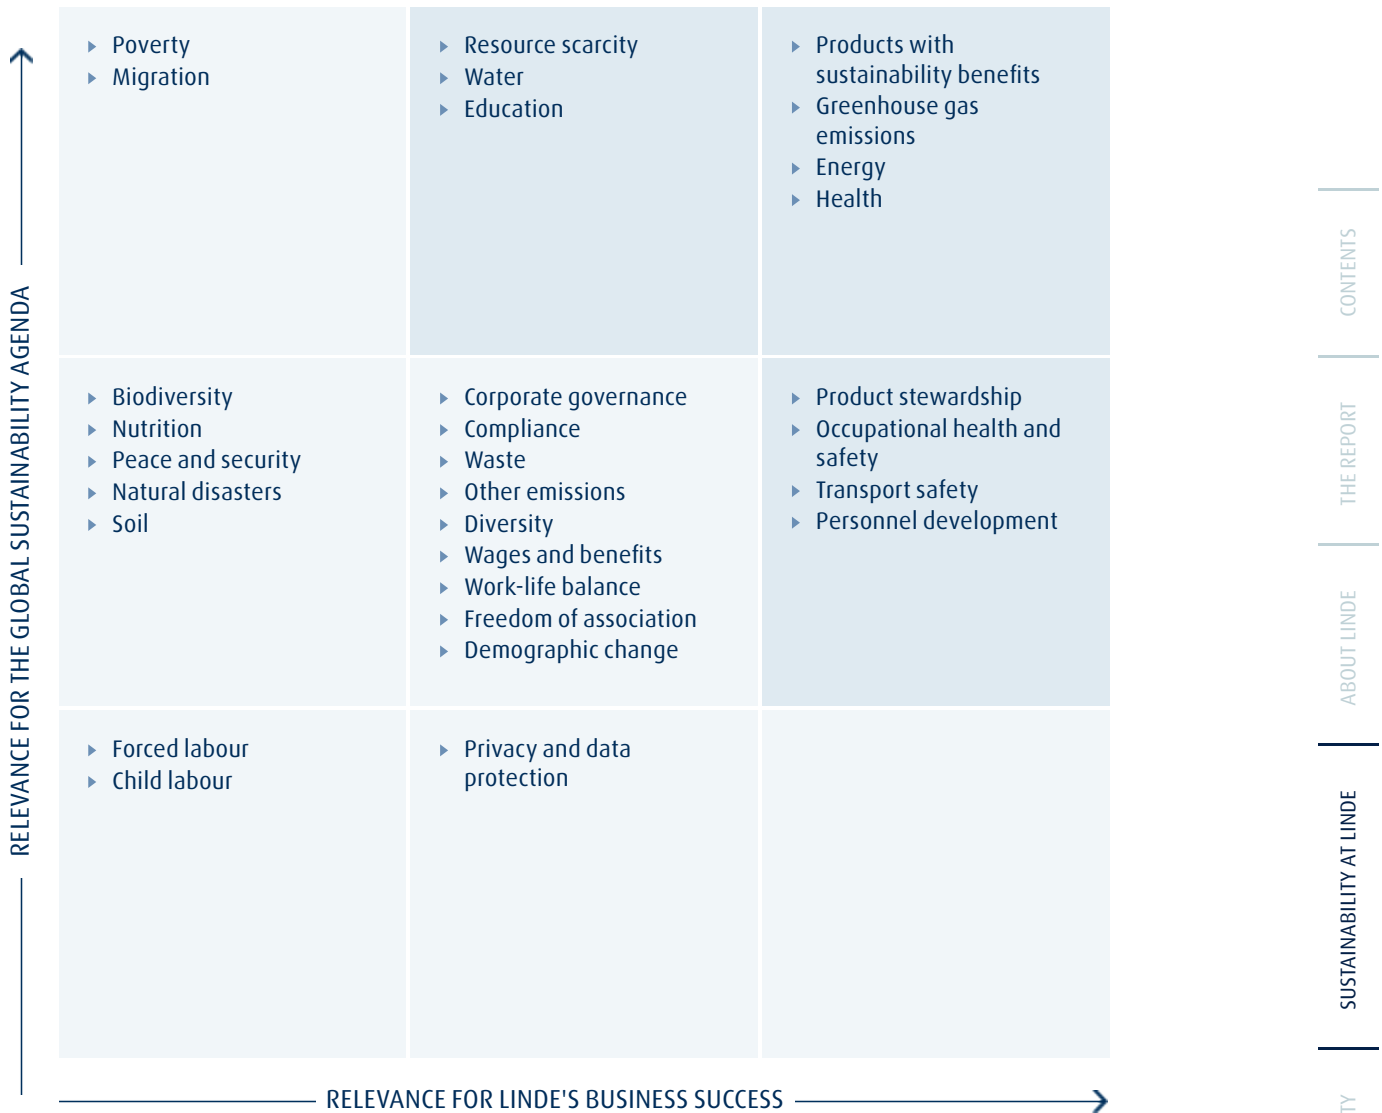 Poverty
Migration
Resource scarcity
Water
Education
Products with
sustainability benefits
Greenhouse gas
emissions
Energy
Health
Biodiversity
Nutrition
Peace and security
Natural disasters
Soil
Corporate governance
Compliance
Waste
Other emissions
Diversity
Wages and benefits
Work-life balance
Freedom of association
Demographic change
Product stewardship
Occupational health and
safety
Transport safety
Personnel development
Forced labour
Child labour
Privacy and data
protection
RELEVANCE FOR THE GLOBAL SUSTAINABILITY AGENDA
RELEVANCE FOR LINDE'S BUSINESS SUCCESS
CONTENTS
THE REPORT
ABOUT LINDE
SUSTAINABILITY AT LINDE
TY